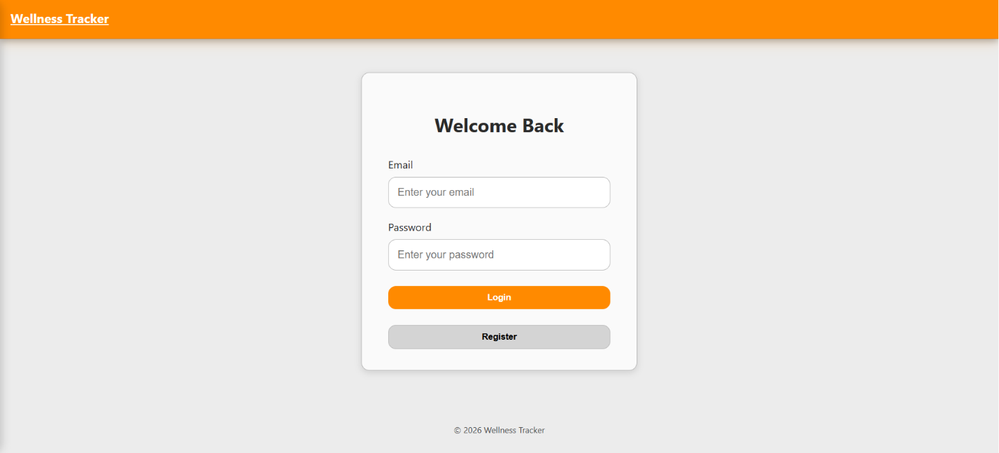 Wellness Tracker
Welcome Back
Email
Enter your email
Password
Enter your password
Login
Register
© 2026 Wellness Tracker